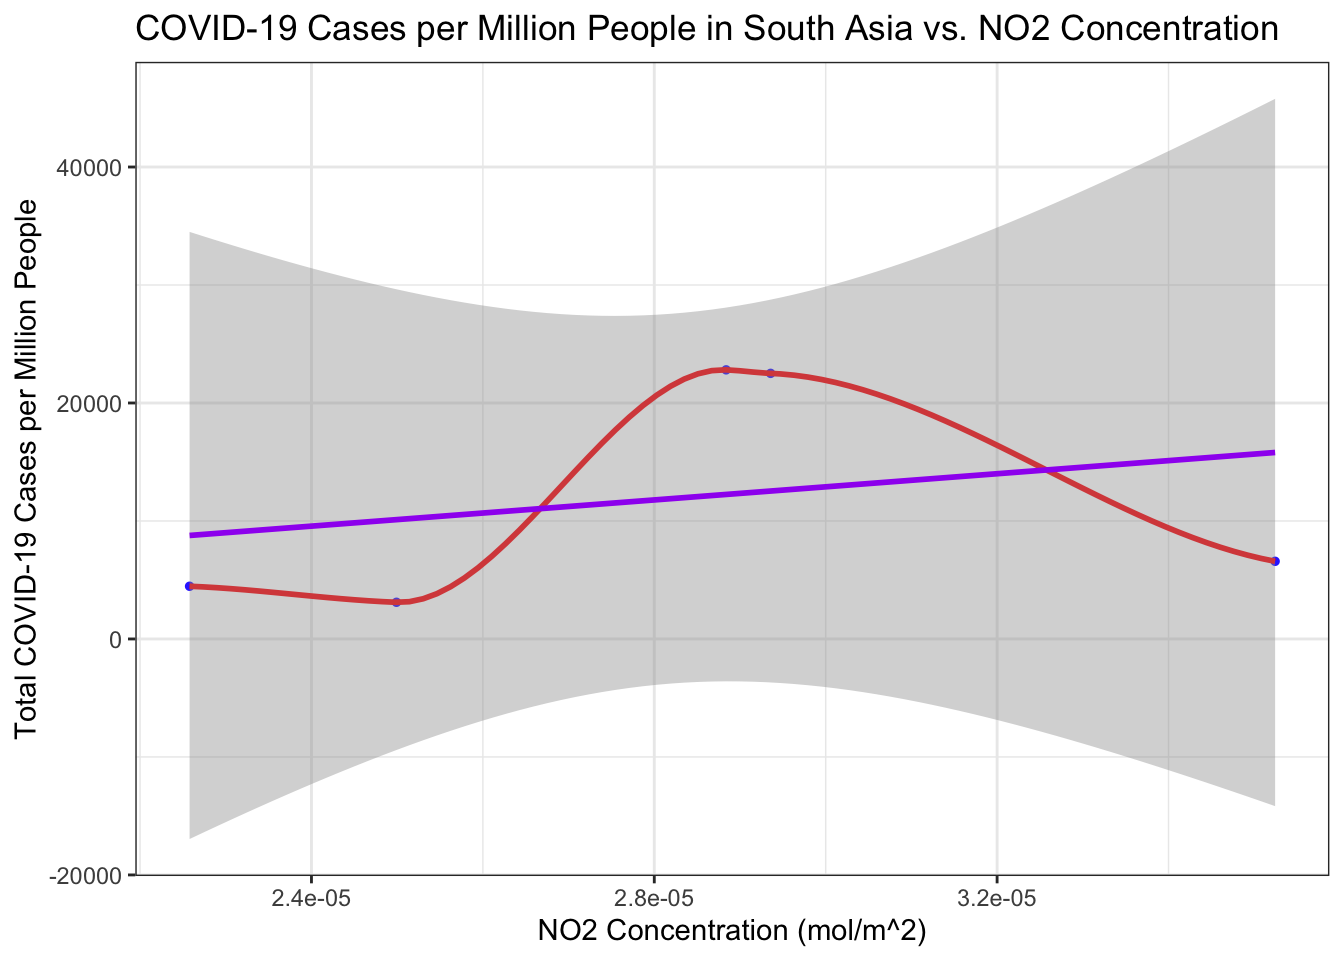 COVID-19 Cases per Million People in South Asia vs. NO2 Concentration
Total COVID-19 Cases per Million People
40000
20000
0
-20000
2.4e-05 2.8e-05 3.2e-05
NO2 Concentration (mol/m^2)